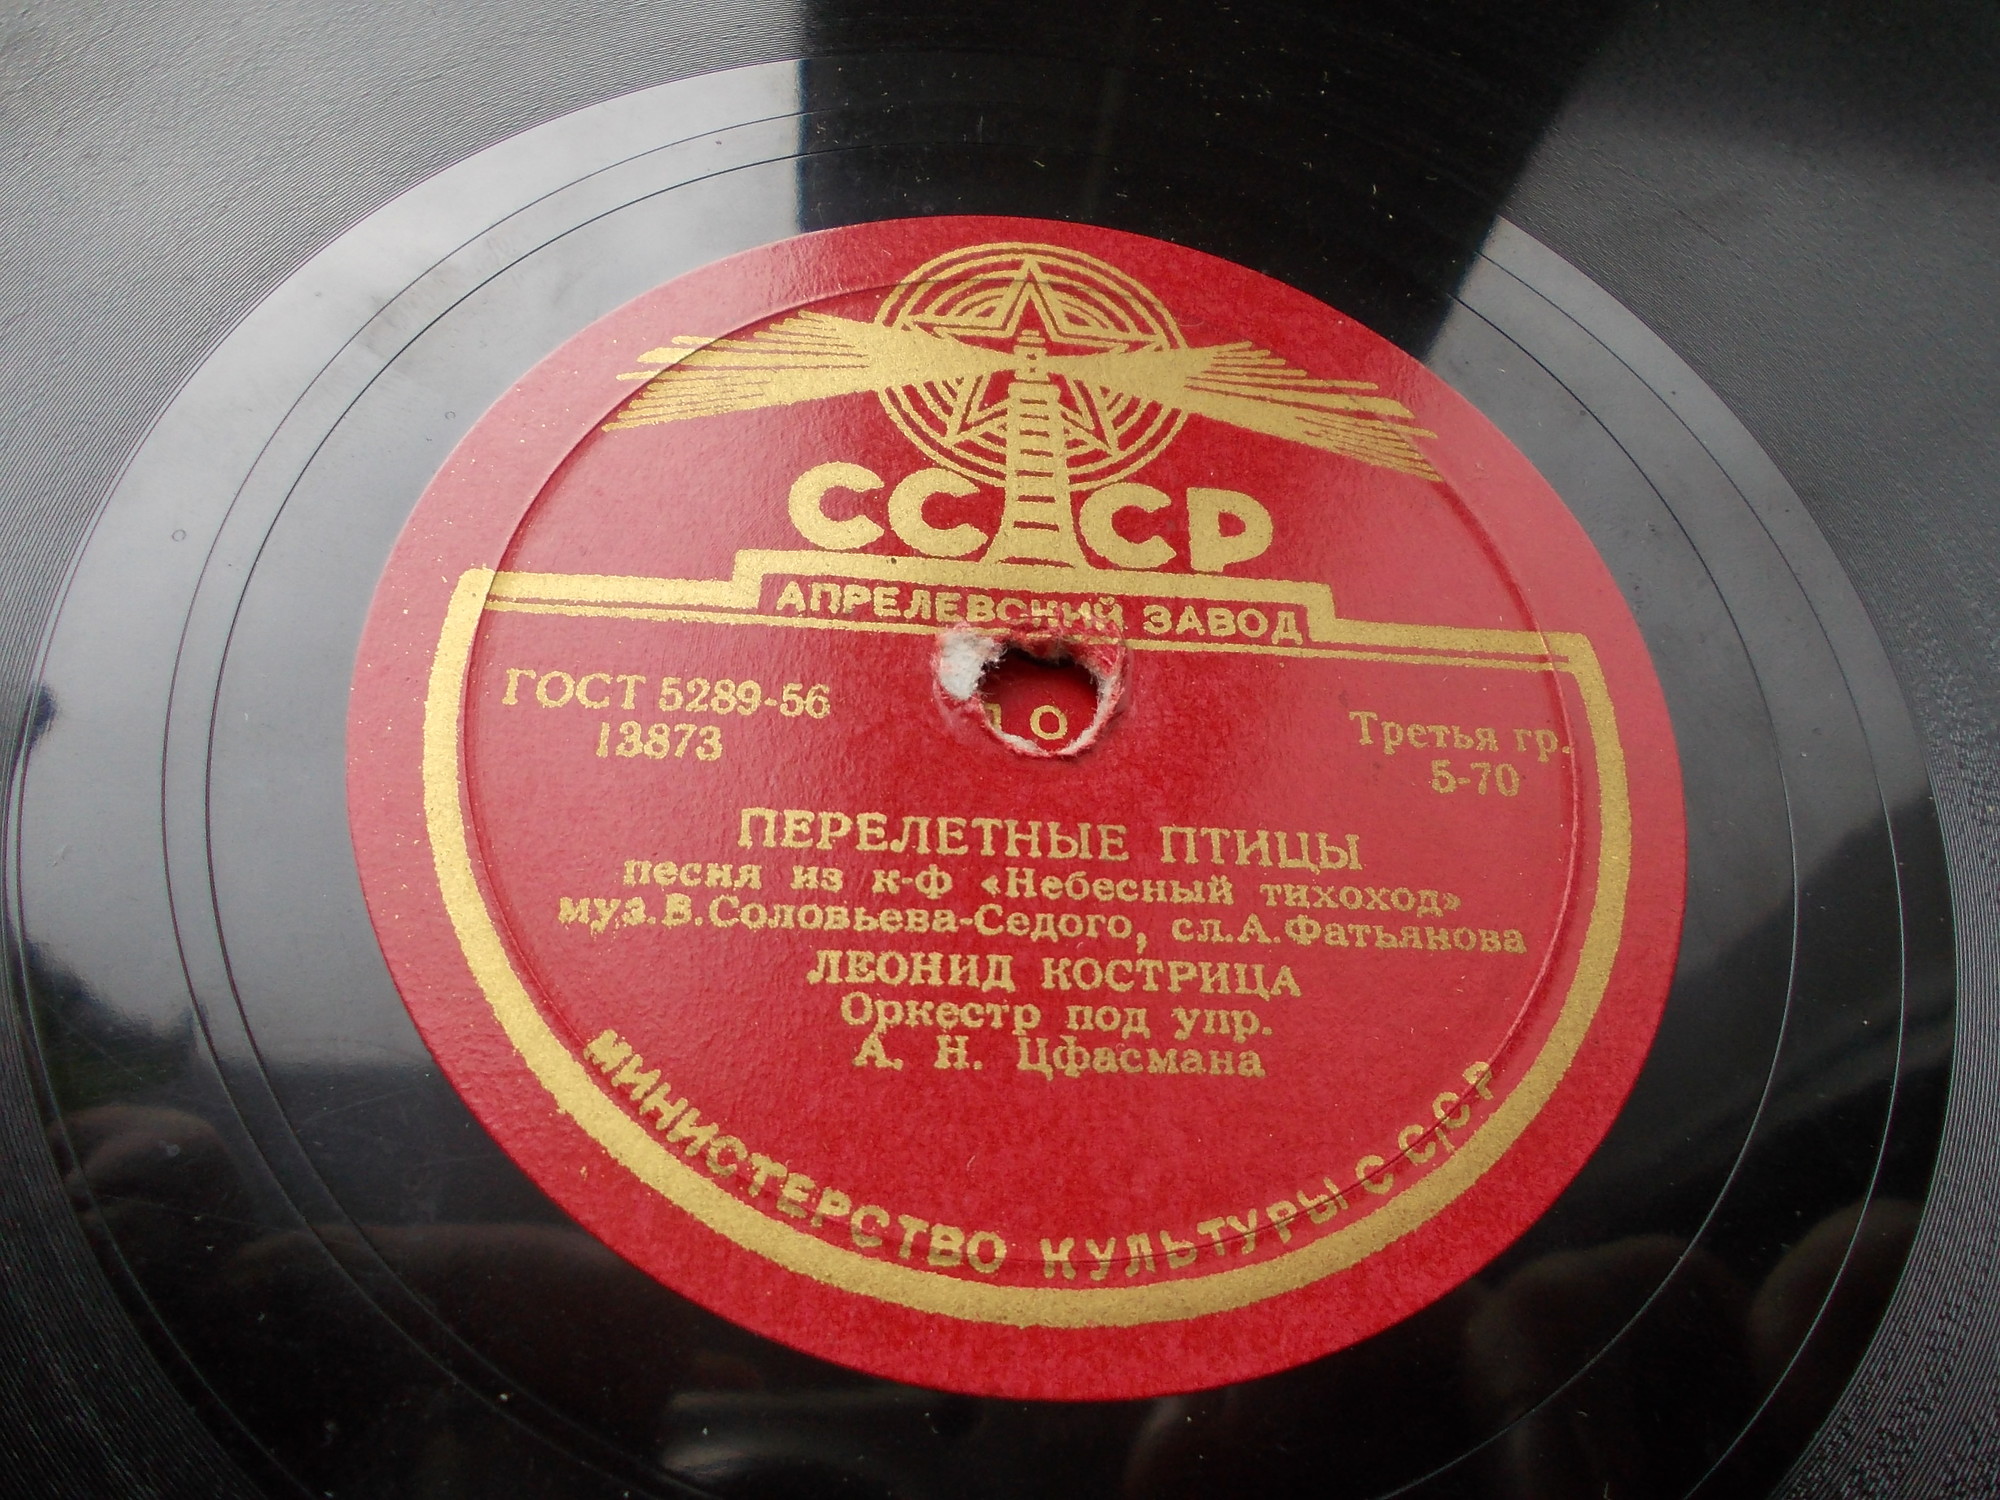 СССР
АПРЕЛЕВСКИЙ ЗАВОД
ГОСТ 5289-56
13873
Третья гр.
5-70
ПЕРЕЛЕТНЫЕ ПТИЦЫ
песня из к-ф «Небесный тихоход»
муз. В. Соловьева-Седого, сл. А. Фатьянова
ЛЕОНИД КОСТРИЦА
Оркестр под упр.
А. Н. Цфасмана
МИНИСТЕРСТВО КУЛЬТУРЫ СССР